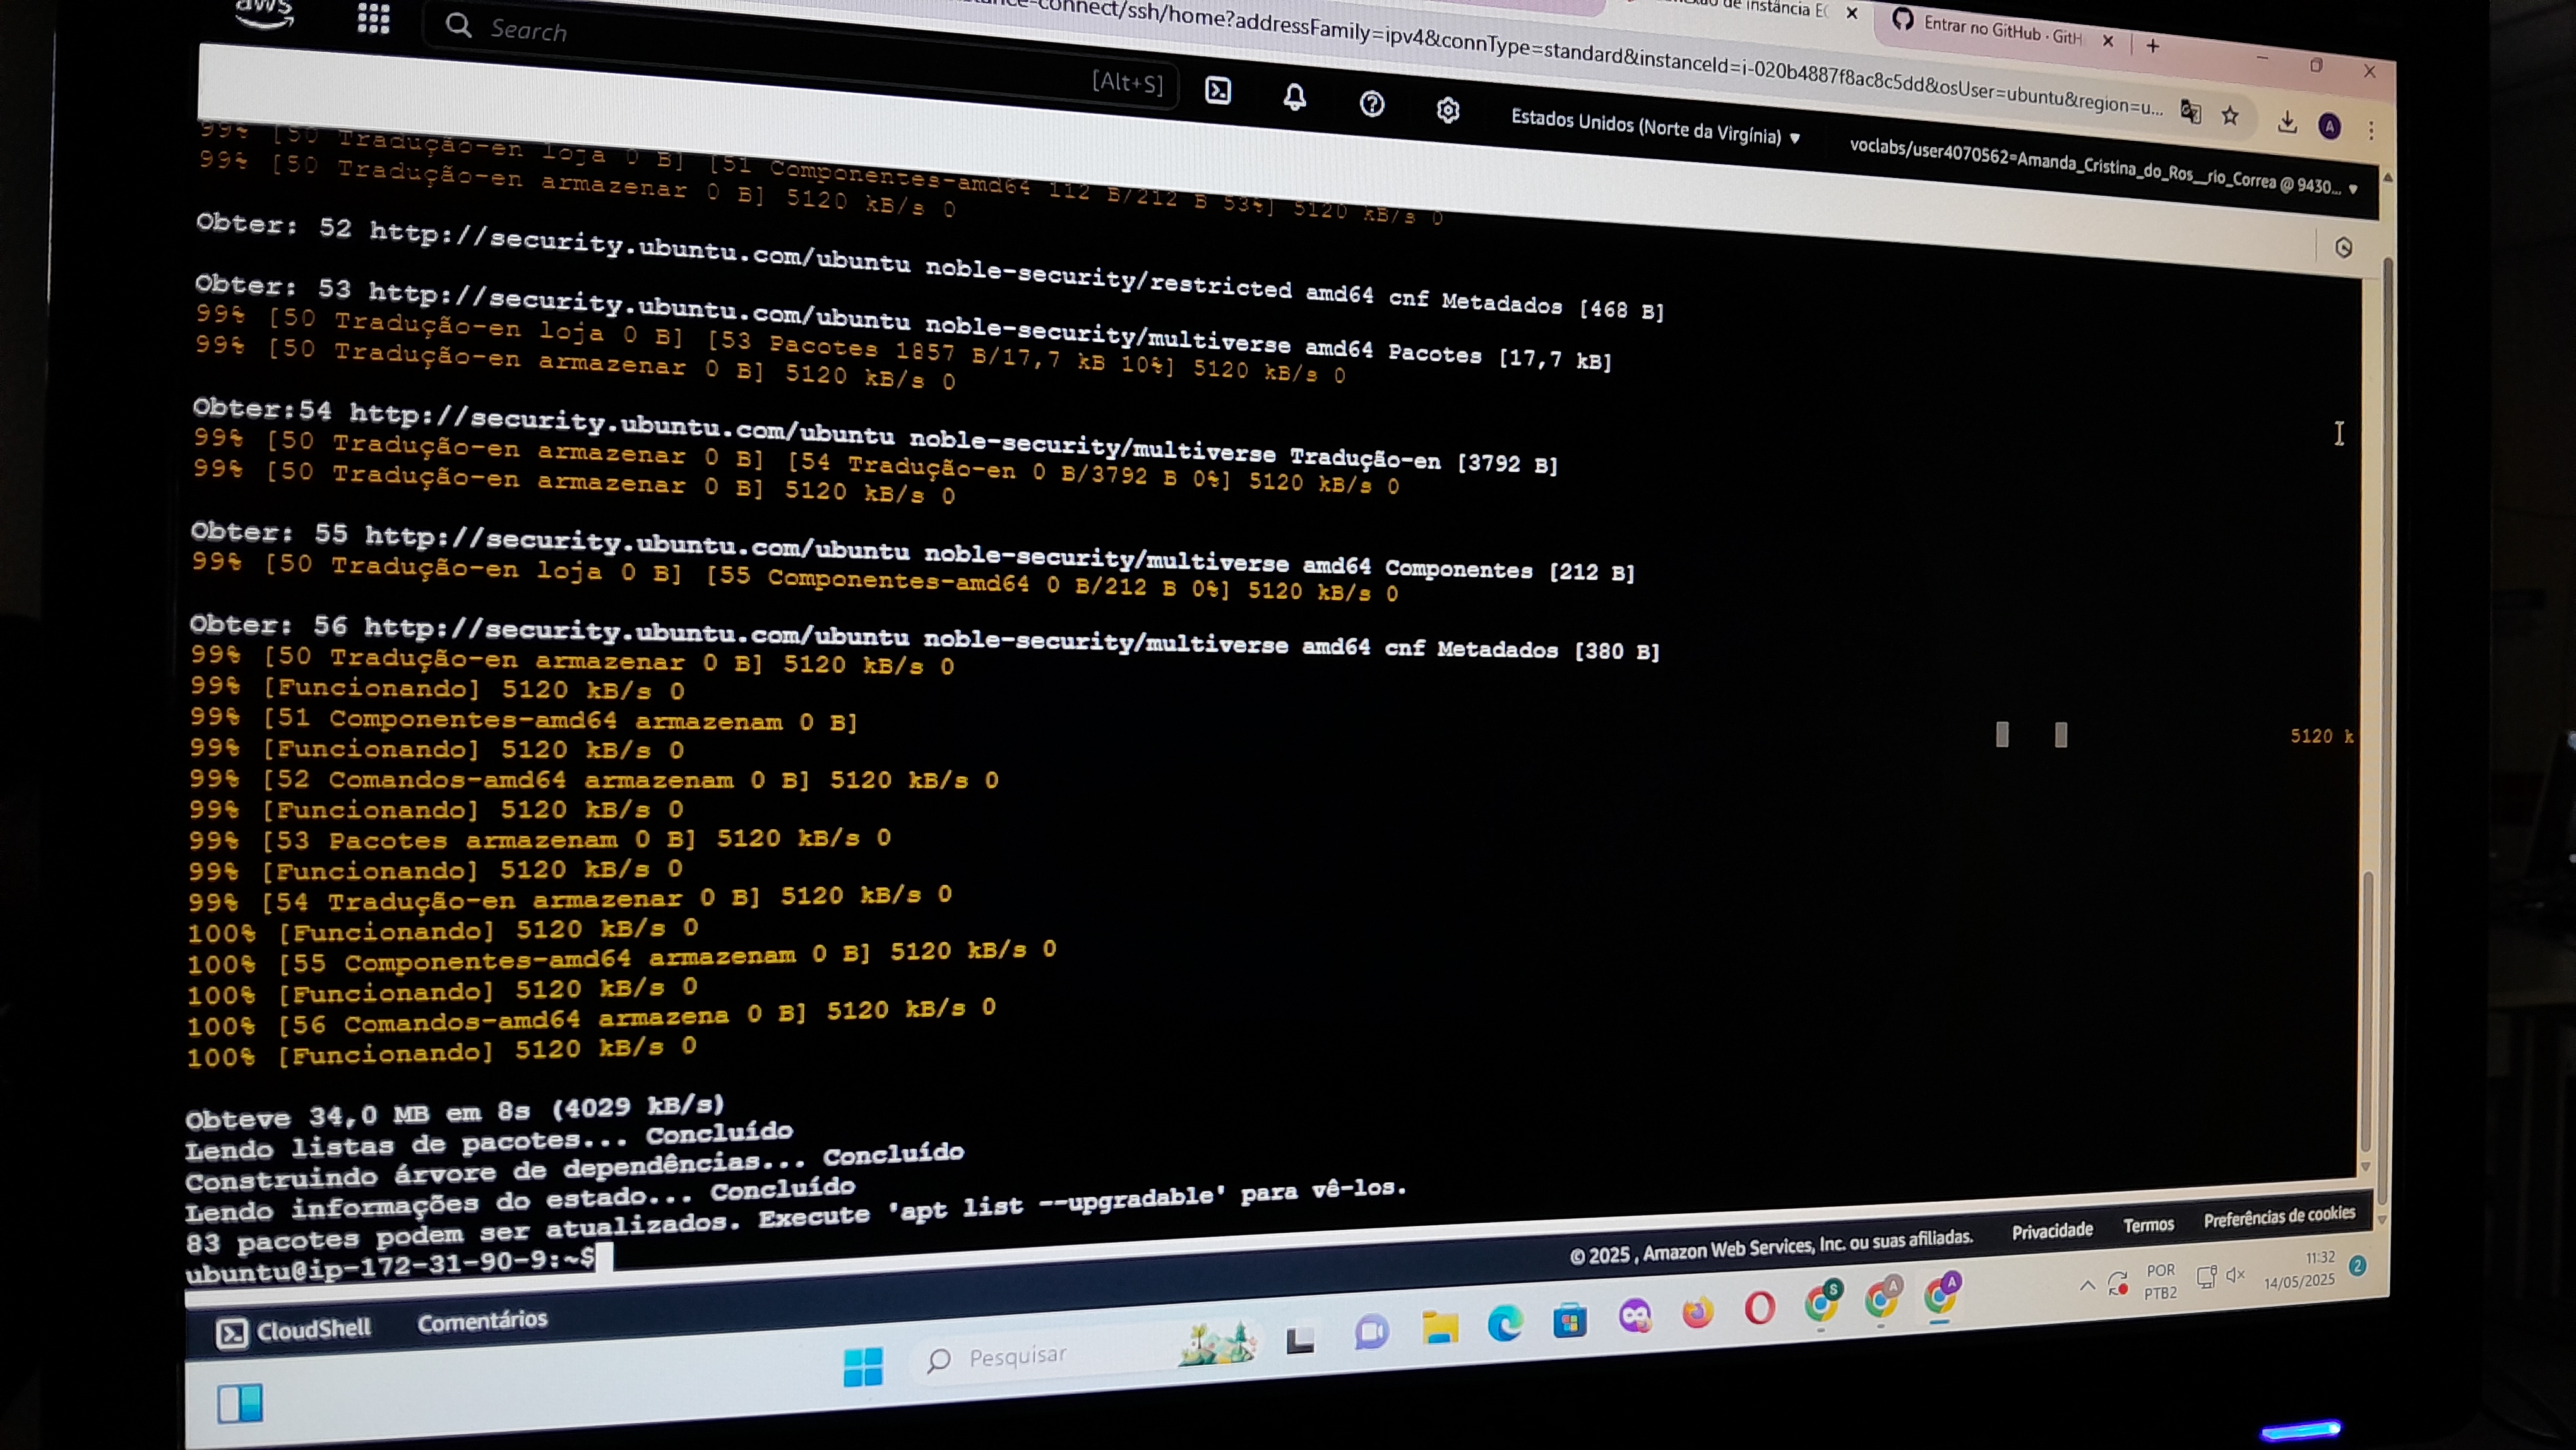 aws
Search
[Alt+S]
-connect/ssh/home?addressFamily=ipv4&connType=standard&instanceId=i-020b4887f8ac8c5dd&osUser=ubuntu&region=u...
de instância EC
Entrar no GitHub · GitH
Estados Unidos (Norte da Virgínia)
voclabs/user4070562=Amanda_Cristina_do_Ros__rio_Correa @ 9430...
99% [50 Tradução-en loja 0 B] [51 Componentes-amd64 112 B/212 B 53%] 5120 kB/s 0
99% [50 Tradução-en armazenar 0 B] 5120 kB/s 0
Obter: 52 http://security.ubuntu.com/ubuntu noble-security/restricted amd64 cnf Metadados [468 B]
Obter: 53 http://security.ubuntu.com/ubuntu noble-security/multiverse amd64 Pacotes [17,7 kB]
99% [50 Tradução-en loja 0 B] [53 Pacotes 1857 B/17,7 kB 10%] 5120 kB/s 0
99% [50 Tradução-en armazenar 0 B] 5120 kB/s 0
Obter:54 http://security.ubuntu.com/ubuntu noble-security/multiverse Tradução-en [3792 B]
99% [50 Tradução-en armazenar 0 B] [54 Tradução-en 0 B/3792 B 0%] 5120 kB/s 0
99% [50 Tradução-en armazenar 0 B] 5120 kB/s 0
Obter: 55 http://security.ubuntu.com/ubuntu noble-security/multiverse amd64 Componentes [212 B]
99% [50 Tradução-en loja 0 B] [55 Componentes-amd64 0 B/212 B 0%] 5120 kB/s 0
Obter: 56 http://security.ubuntu.com/ubuntu noble-security/multiverse amd64 cnf Metadados [380 B]
99% [50 Tradução-en armazenar 0 B] 5120 kB/s 0
99% [Funcionando] 5120 kB/s 0
99% [51 Componentes-amd64 armazenam 0 B] 5120 k
99% [Funcionando] 5120 kB/s 0
99% [52 Comandos-amd64 armazenam 0 B] 5120 kB/s 0
99% [Funcionando] 5120 kB/s 0
99% [53 Pacotes armazenam 0 B] 5120 kB/s 0
99% [Funcionando] 5120 kB/s 0
99% [54 Tradução-en armazenar 0 B] 5120 kB/s 0
100% [Funcionando] 5120 kB/s 0
100% [55 Componentes-amd64 armazenam 0 B] 5120 kB/s 0
100% [Funcionando] 5120 kB/s 0
100% [56 Comandos-amd64 armazena 0 B] 5120 kB/s 0
100% [Funcionando] 5120 kB/s 0
Obteve 34,0 MB em 8s (4029 kB/s)
Lendo listas de pacotes... Concluído
Construindo árvore de dependências... Concluído
Lendo informações do estado... Concluído
83 pacotes podem ser atualizados. Execute 'apt list --upgradable' para vê-los.
ubuntu@ip-172-31-90-9:~$
CloudShell Comentários
© 2025, Amazon Web Services, Inc. ou suas afiliadas. Privacidade Termos Preferências de cookies
Pesquisar
S
A
A
POR
PTB2
11:32
14/05/2025
2